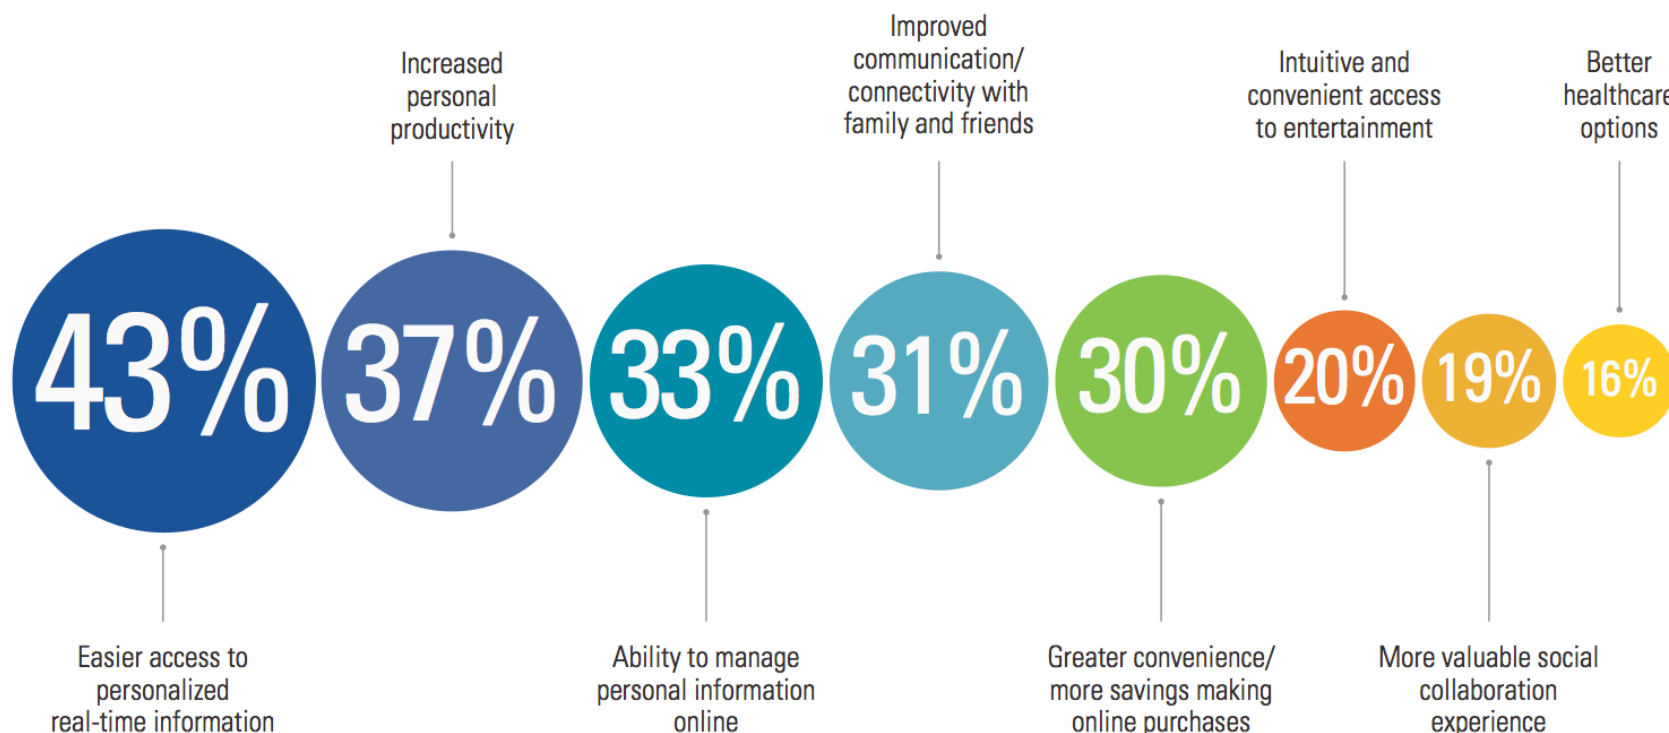 Increased
personal
productivity
Improved
communication/
connectivity with
family and friends
Intuitive and
convenient access
to entertainment
Better
healthcare
options
43%
37%
33%
31%
30%
20%
19%
16%
Easier access to
personalized
real-time information
Ability to manage
personal information
online
Greater convenience/
more savings making
online purchases
More valuable social
collaboration
experience